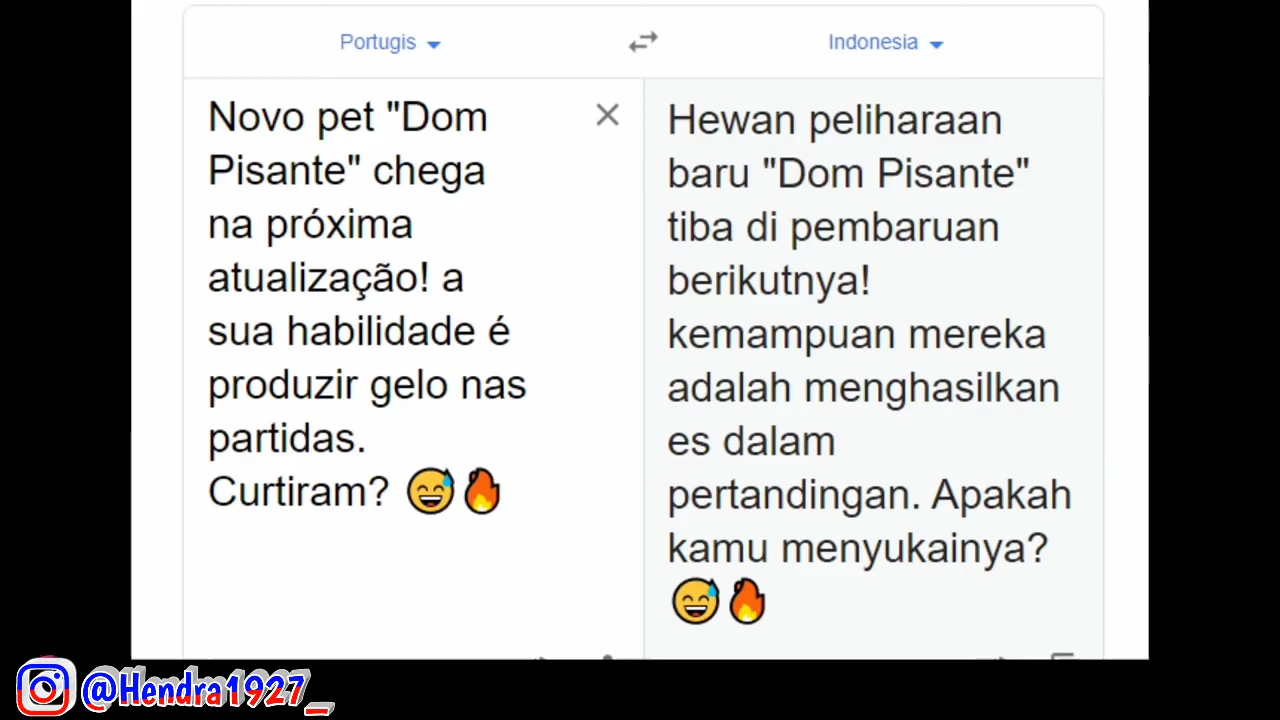 Portugis
Indonesia
Novo pet "Dom
Pisante" chega
na próxima
atualização! a
sua habilidade é
produzir gelo nas
partidas.
Curtiram? 😅🔥
Hewan peliharaan
baru "Dom Pisante"
tiba di pembaruan
berikutnya!
kemampuan mereka
adalah menghasilkan
es dalam
pertandingan. Apakah
kamu menyukainya?
😅🔥
@Hendra1927_